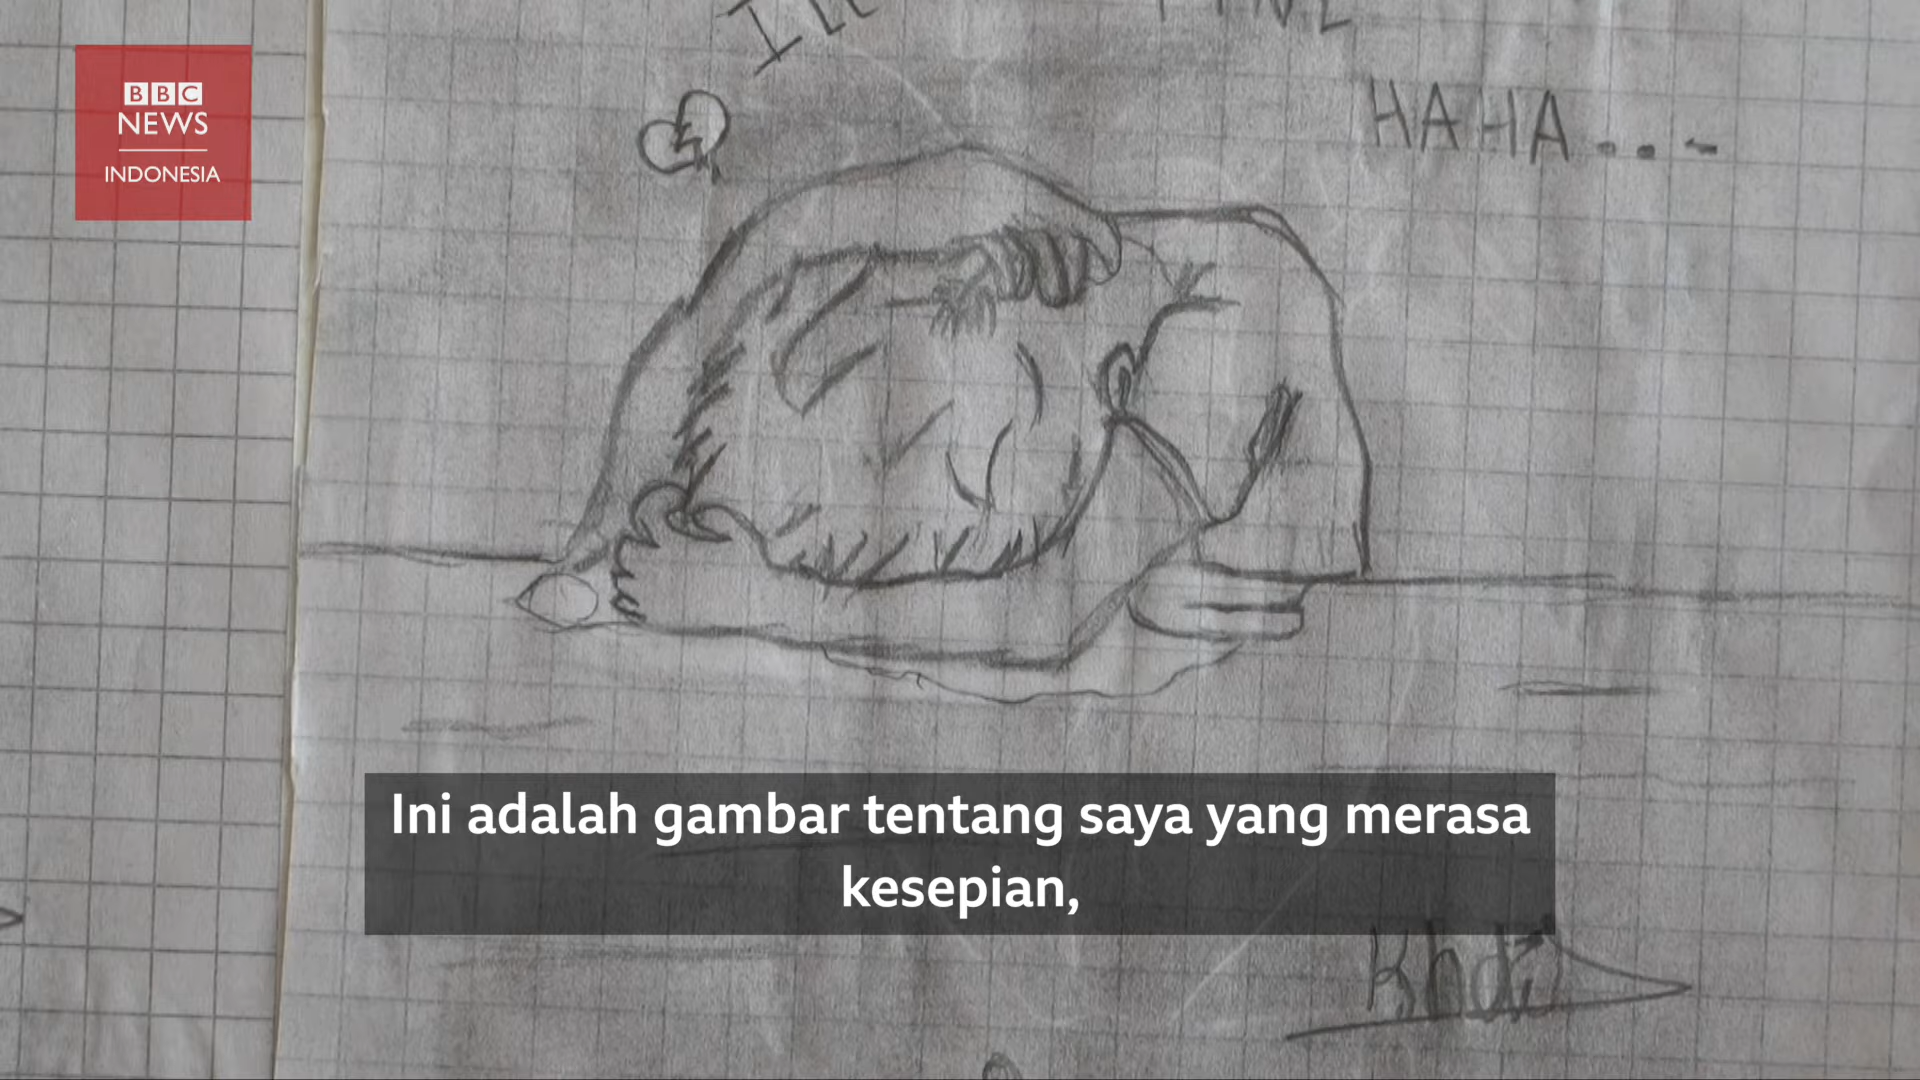 BBC
NEWS
INDONESIA
HAHA...-
Ini adalah gambar tentang saya yang merasa
kesepian,